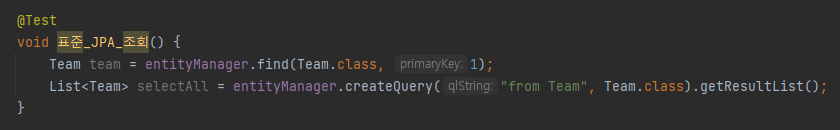 @Test
void 표준_JPA_조회() {
Team team = entityManager.find(Team.class, primaryKey: 1);
List<Team> selectAll = entityManager.createQuery( qlString: "from Team", Team.class).getResultList();
}